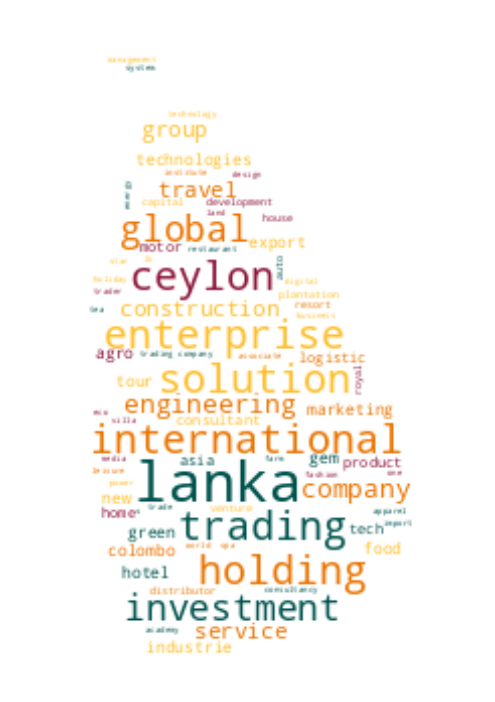 management
system
technology
group
technologies
institute design
energy travel
capital development
land house
global export
motor restaurant
star auto
ceylon
holiday digital
trader plantation
resort
tea construction business
enterprise
agro trading company associate logistic
tour solution royal
engineering marketing
eco villa consultant
international
media asia farm gem product
leisure fashion one
power lanka company
new trade venture apparel
home trading tech import
green food
colombo world spa
hotel holding
distributor consultancy
investment
academy service
industrie